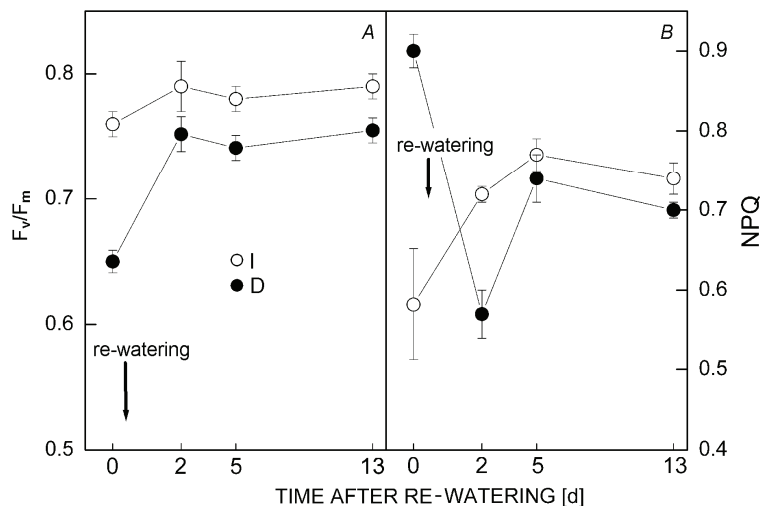 A
B
0.8
0.7
0.6
0.5
Fv/Fm
I
D
re-watering
re-watering
0.9
0.8
0.7
0.6
0.5
0.4
NPQ
0 2 5 13
0 2 5 13
TIME AFTER RE-WATERING [d]